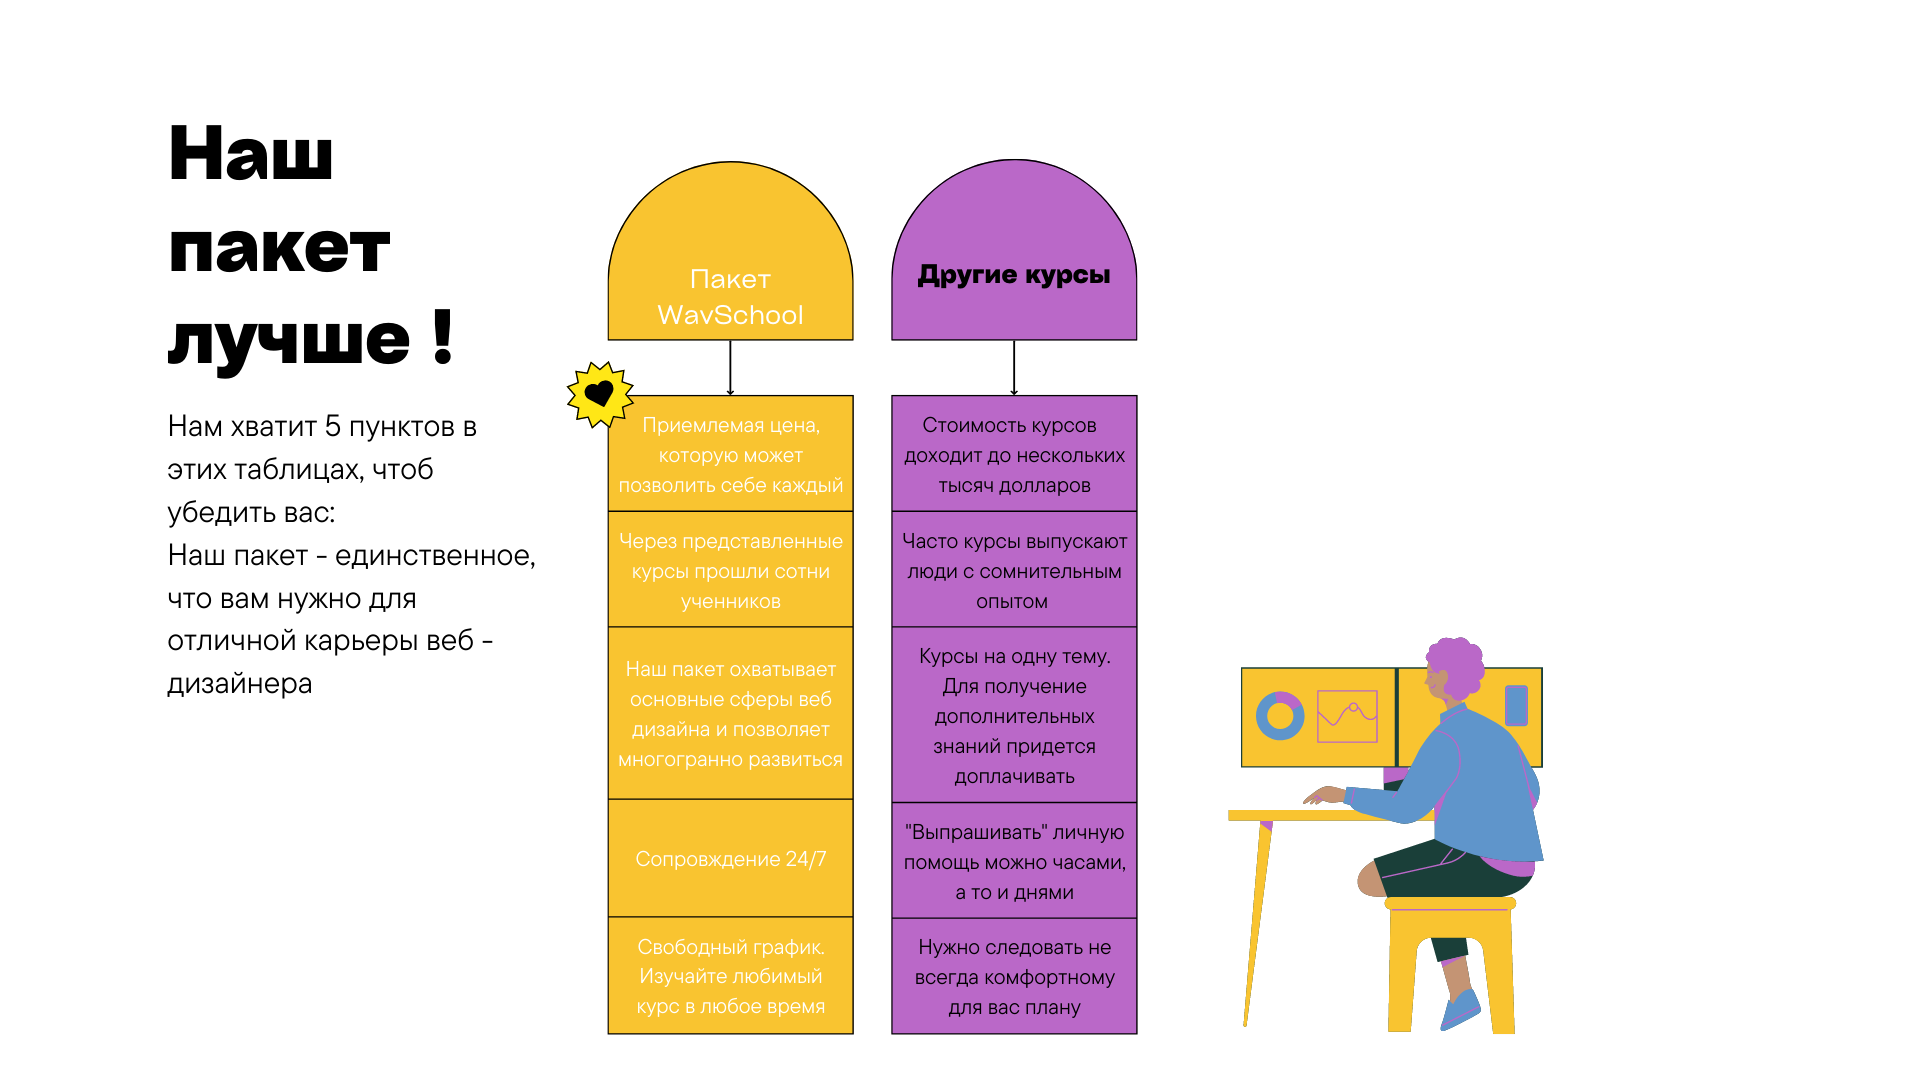 Наш
пакет
лучше !
Нам хватит 5 пунктов в
этих таблицах, чтоб
убедить вас:
Наш пакет - единственное,
что вам нужно для
отличной карьеры веб -
дизайнера
Пакет
WavSchool
Приемлемая цена,
которую может
позволить себе каждый
Через представленные
курсы прошли сотни
ученников
Наш пакет охватывает
основные сферы веб
дизайна и позволяет
многогранно развиться
Сопровждение 24/7
Свободный график.
Изучайте любимый
курс в любое время
Другие курсы
Стоимость курсов
доходит до нескольких
тысяч долларов
Часто курсы выпускают
люди с сомнительным
опытом
Курсы на одну тему.
Для получение
дополнительных
знаний придется
доплачивать
"Выпрашивать" личную
помощь можно часами,
а то и днями
Нужно следовать не
всегда комфортному
для вас плану